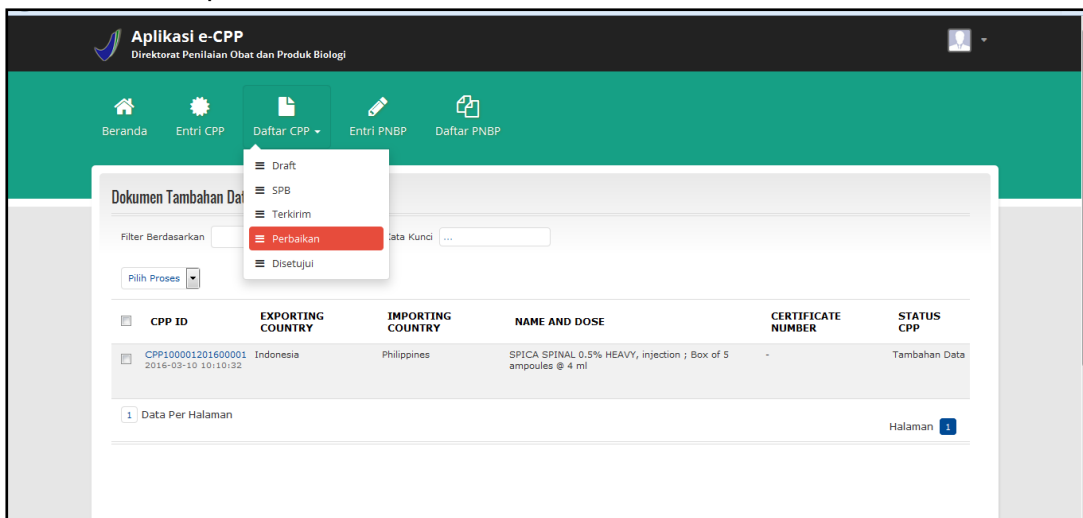 Aplikasi e-CPP
Direktorat Penilaian Obat dan Produk Biologi
Beranda
Entri CPP
Daftar CPP
Entri PNBP
Daftar PNBP
Draft
SPB
Terkirim
Perbaikan
Disetujui
Dokumen Tambahan
Filter Berdasarkan
Kunci ...
Pilih Proses
CPP ID
EXPORTING COUNTRY
IMPORTING COUNTRY
NAME AND DOSE
CERTIFICATE NUMBER
STATUS CPP
CPP100001201600001
2016-03-10 10:10:32
Indonesia
Philippines
SPICA SPINAL 0.5% HEAVY, injection ; Box of 5
ampoules @ 4 ml
-
Tambahan Data
1 Data Per Halaman
Halaman 1